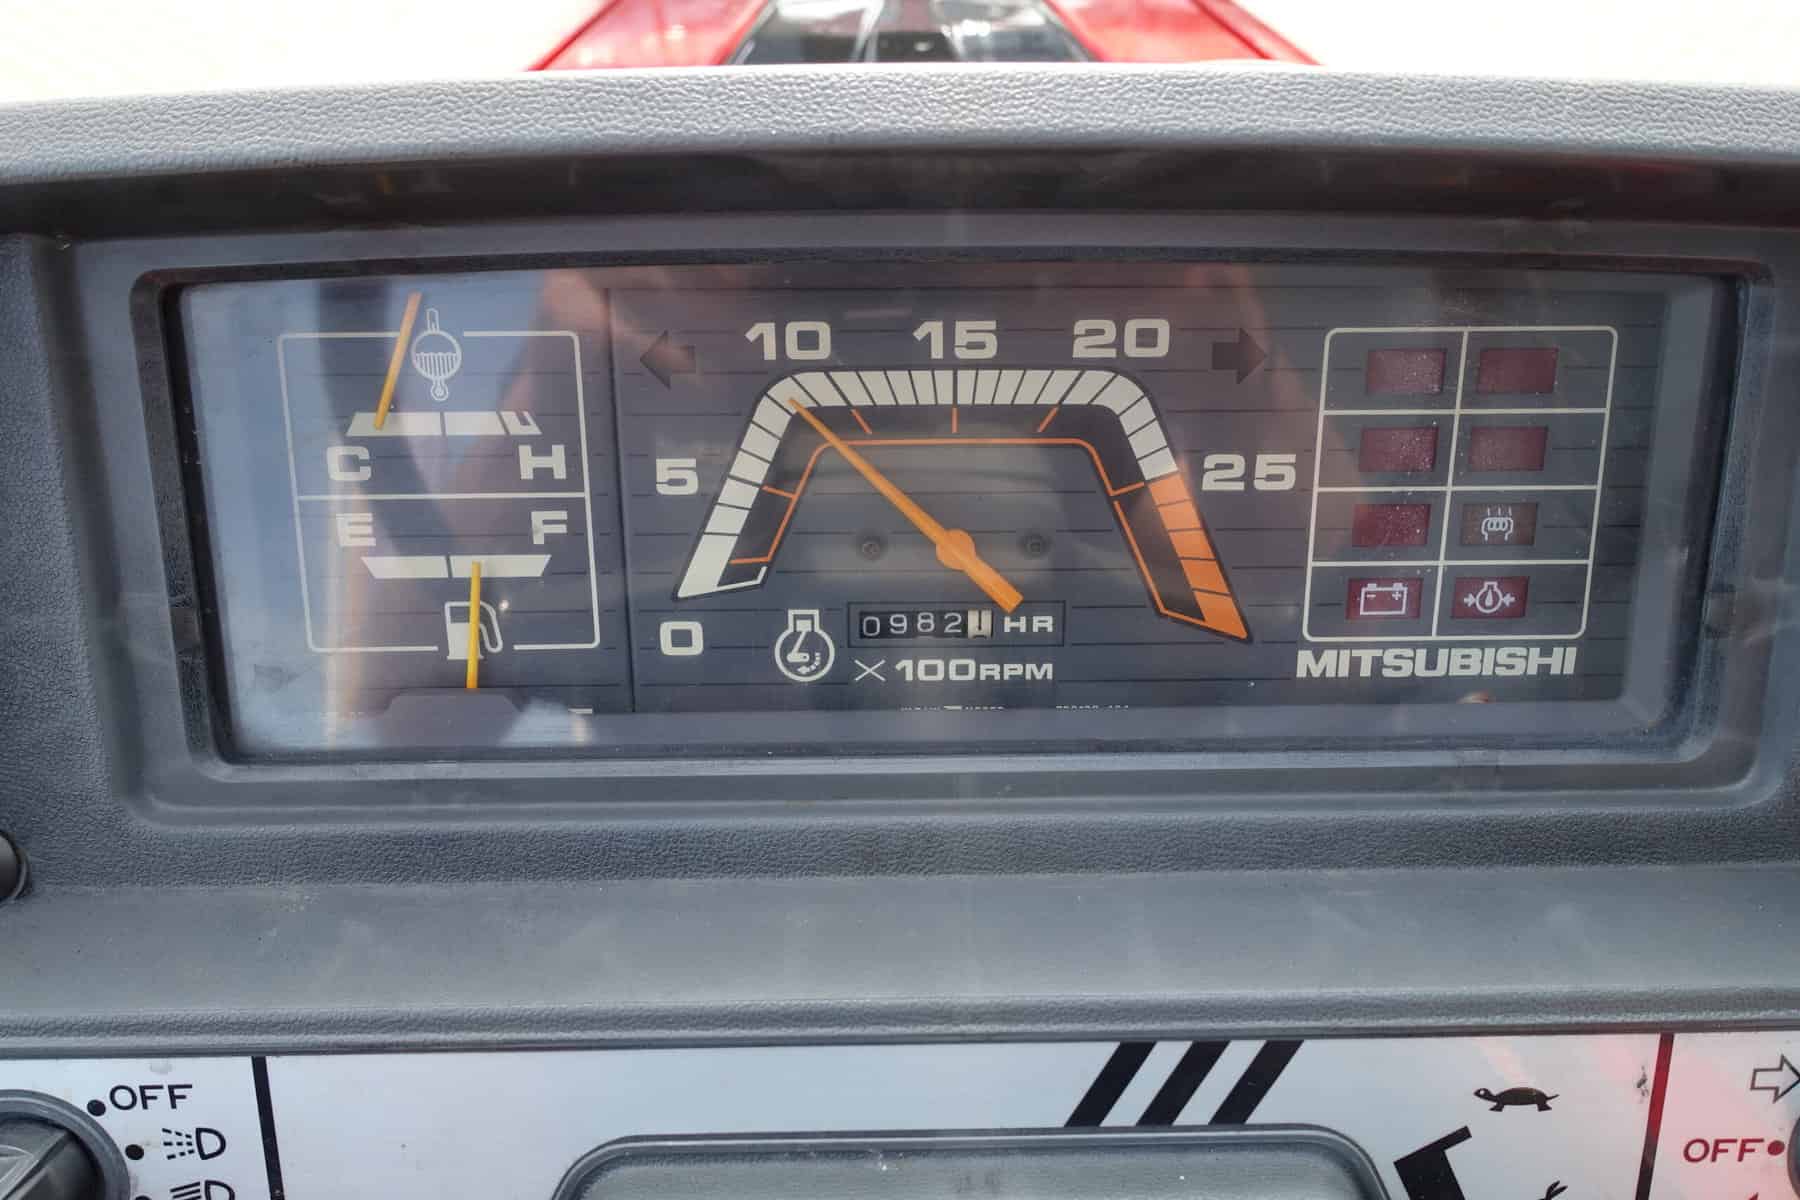 10 15 20
5 25
C H
E F
0
0982 HR
× 100RPM
MITSUBISHI
OFF
OFF